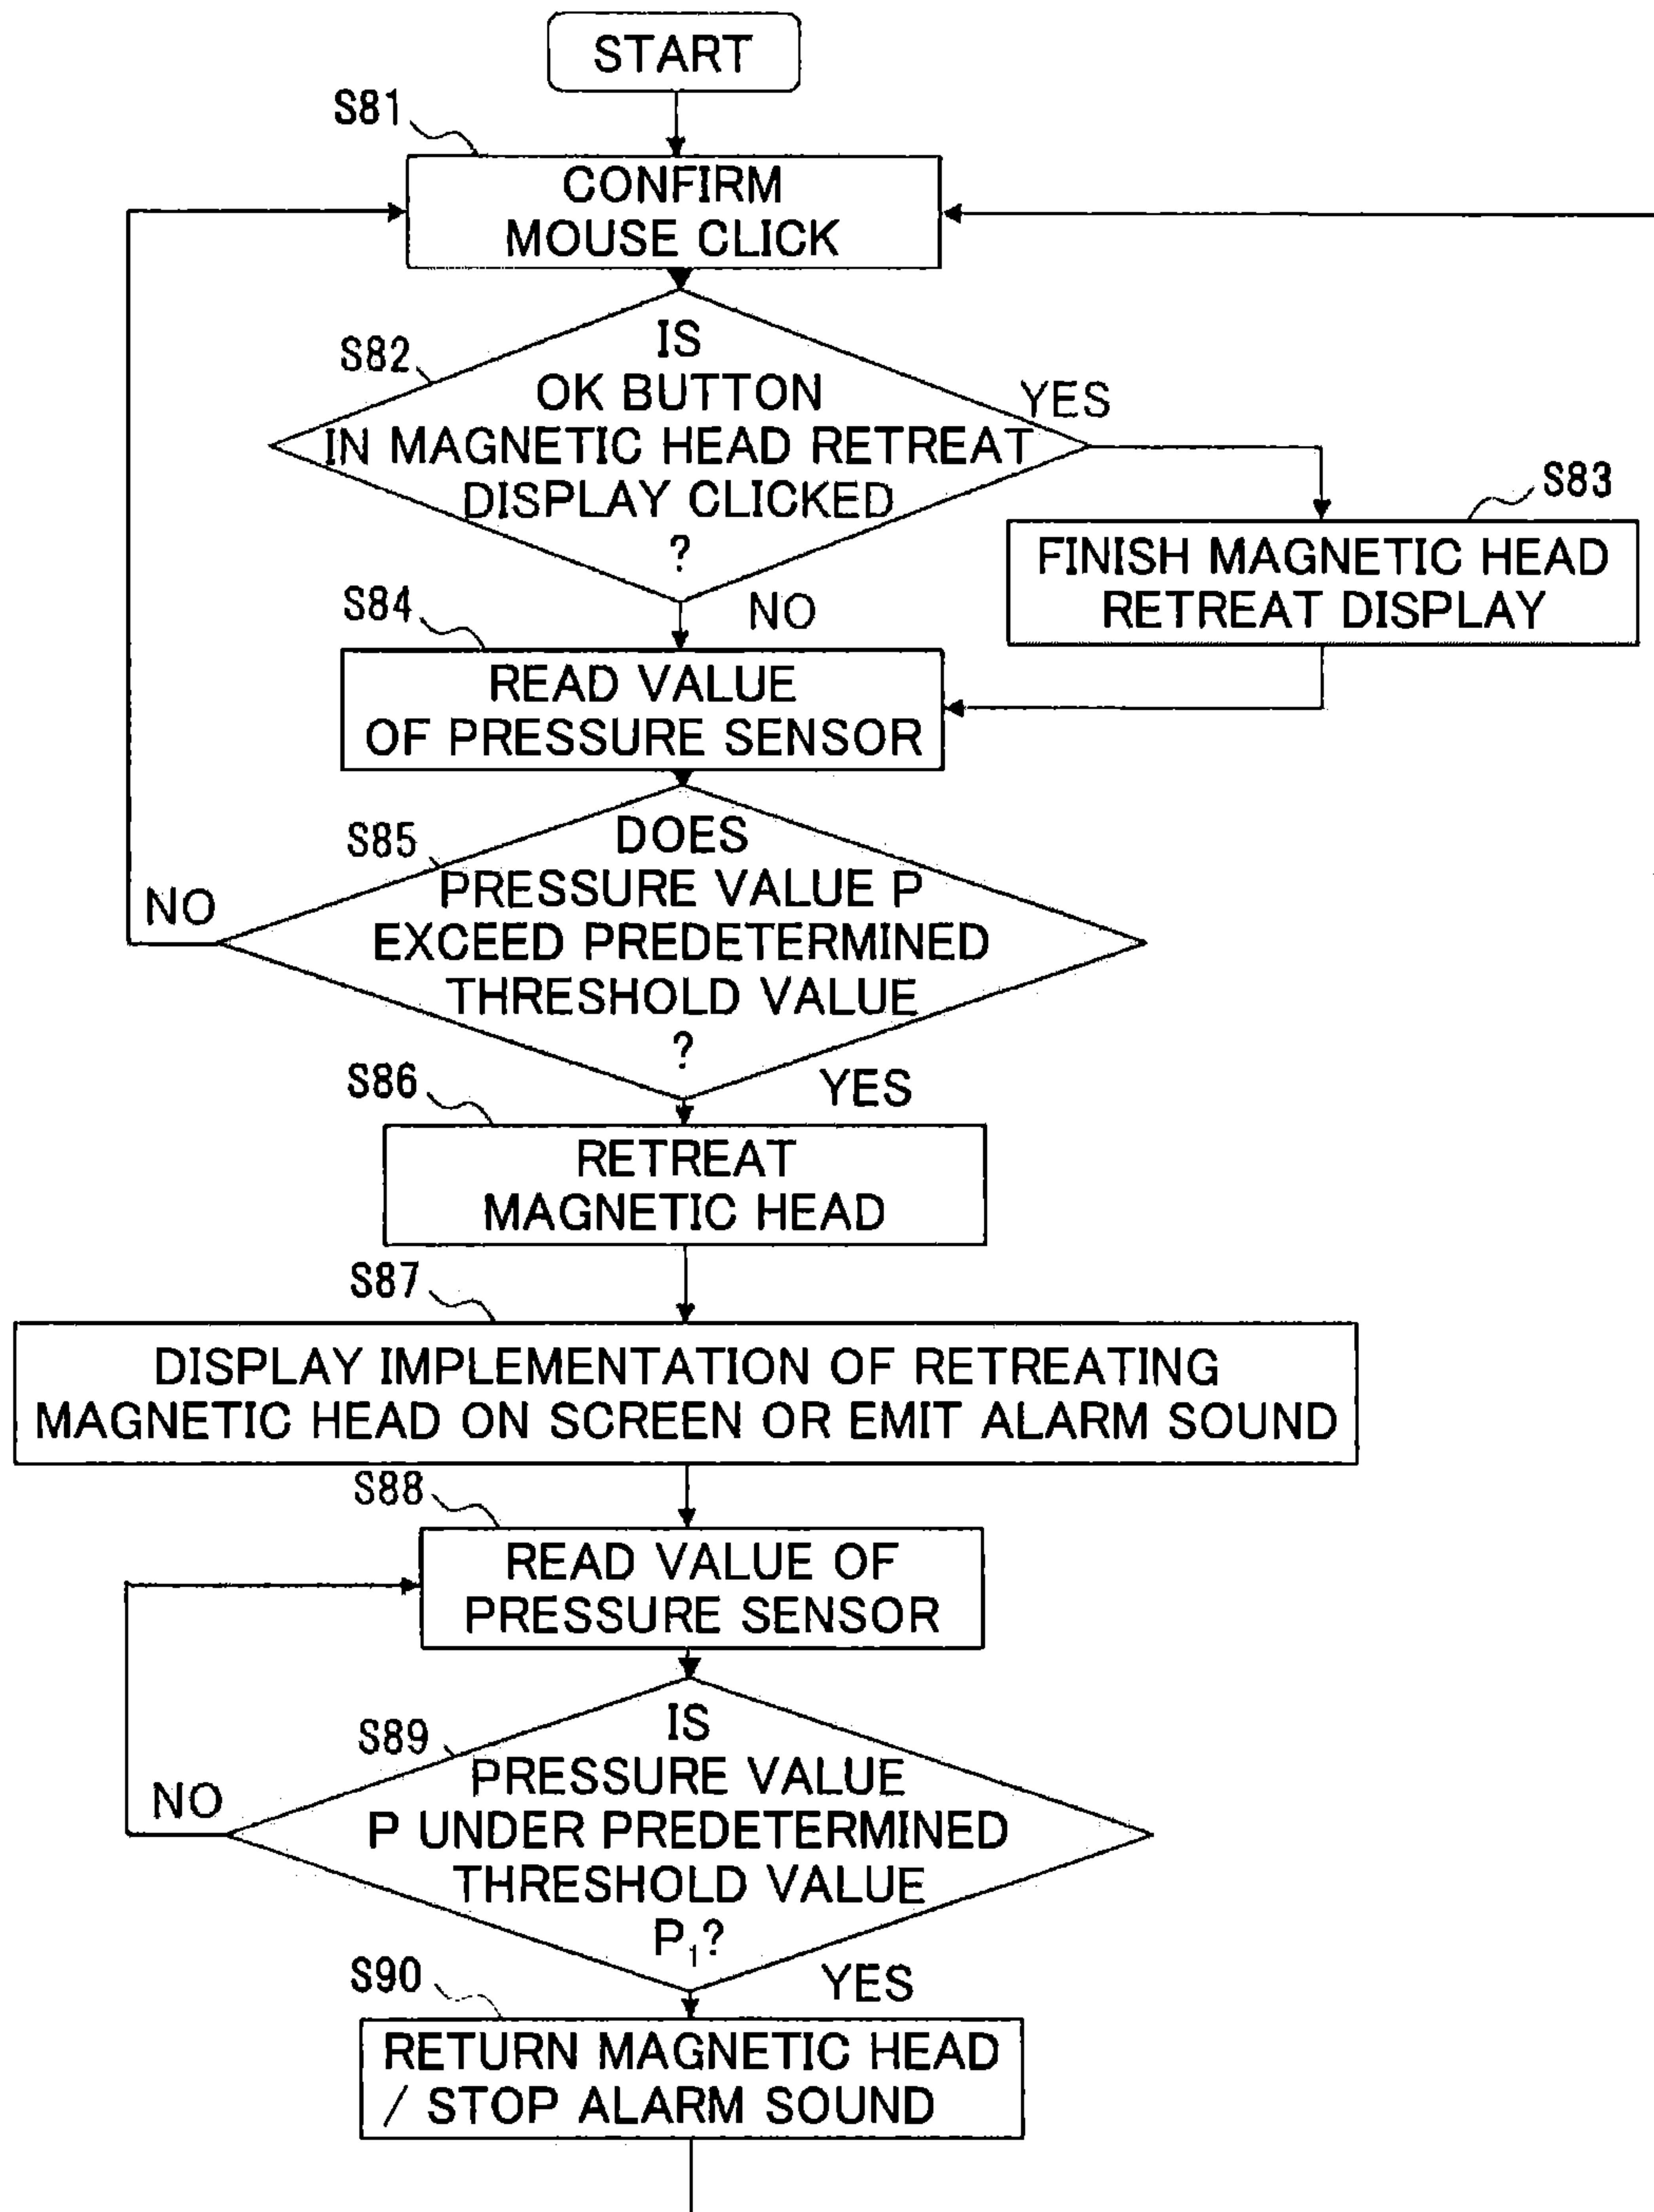 START
S81
CONFIRM
MOUSE CLICK
S82
IS
OK BUTTON
IN MAGNETIC HEAD RETREAT
DISPLAY CLICKED
?
YES
S83
FINISH MAGNETIC HEAD
RETREAT DISPLAY
NO
S84
READ VALUE
OF PRESSURE SENSOR
S85
DOES
PRESSURE VALUE P
EXCEED PREDETERMINED
THRESHOLD VALUE
?
NO
YES
S86
RETREAT
MAGNETIC HEAD
S87
DISPLAY IMPLEMENTATION OF RETREATING
MAGNETIC HEAD ON SCREEN OR EMIT ALARM SOUND
S88
READ VALUE OF
PRESSURE SENSOR
S89
IS
PRESSURE VALUE
P UNDER PREDETERMINED
THRESHOLD VALUE
P₁?
NO
YES
S90
RETURN MAGNETIC HEAD
/ STOP ALARM SOUND